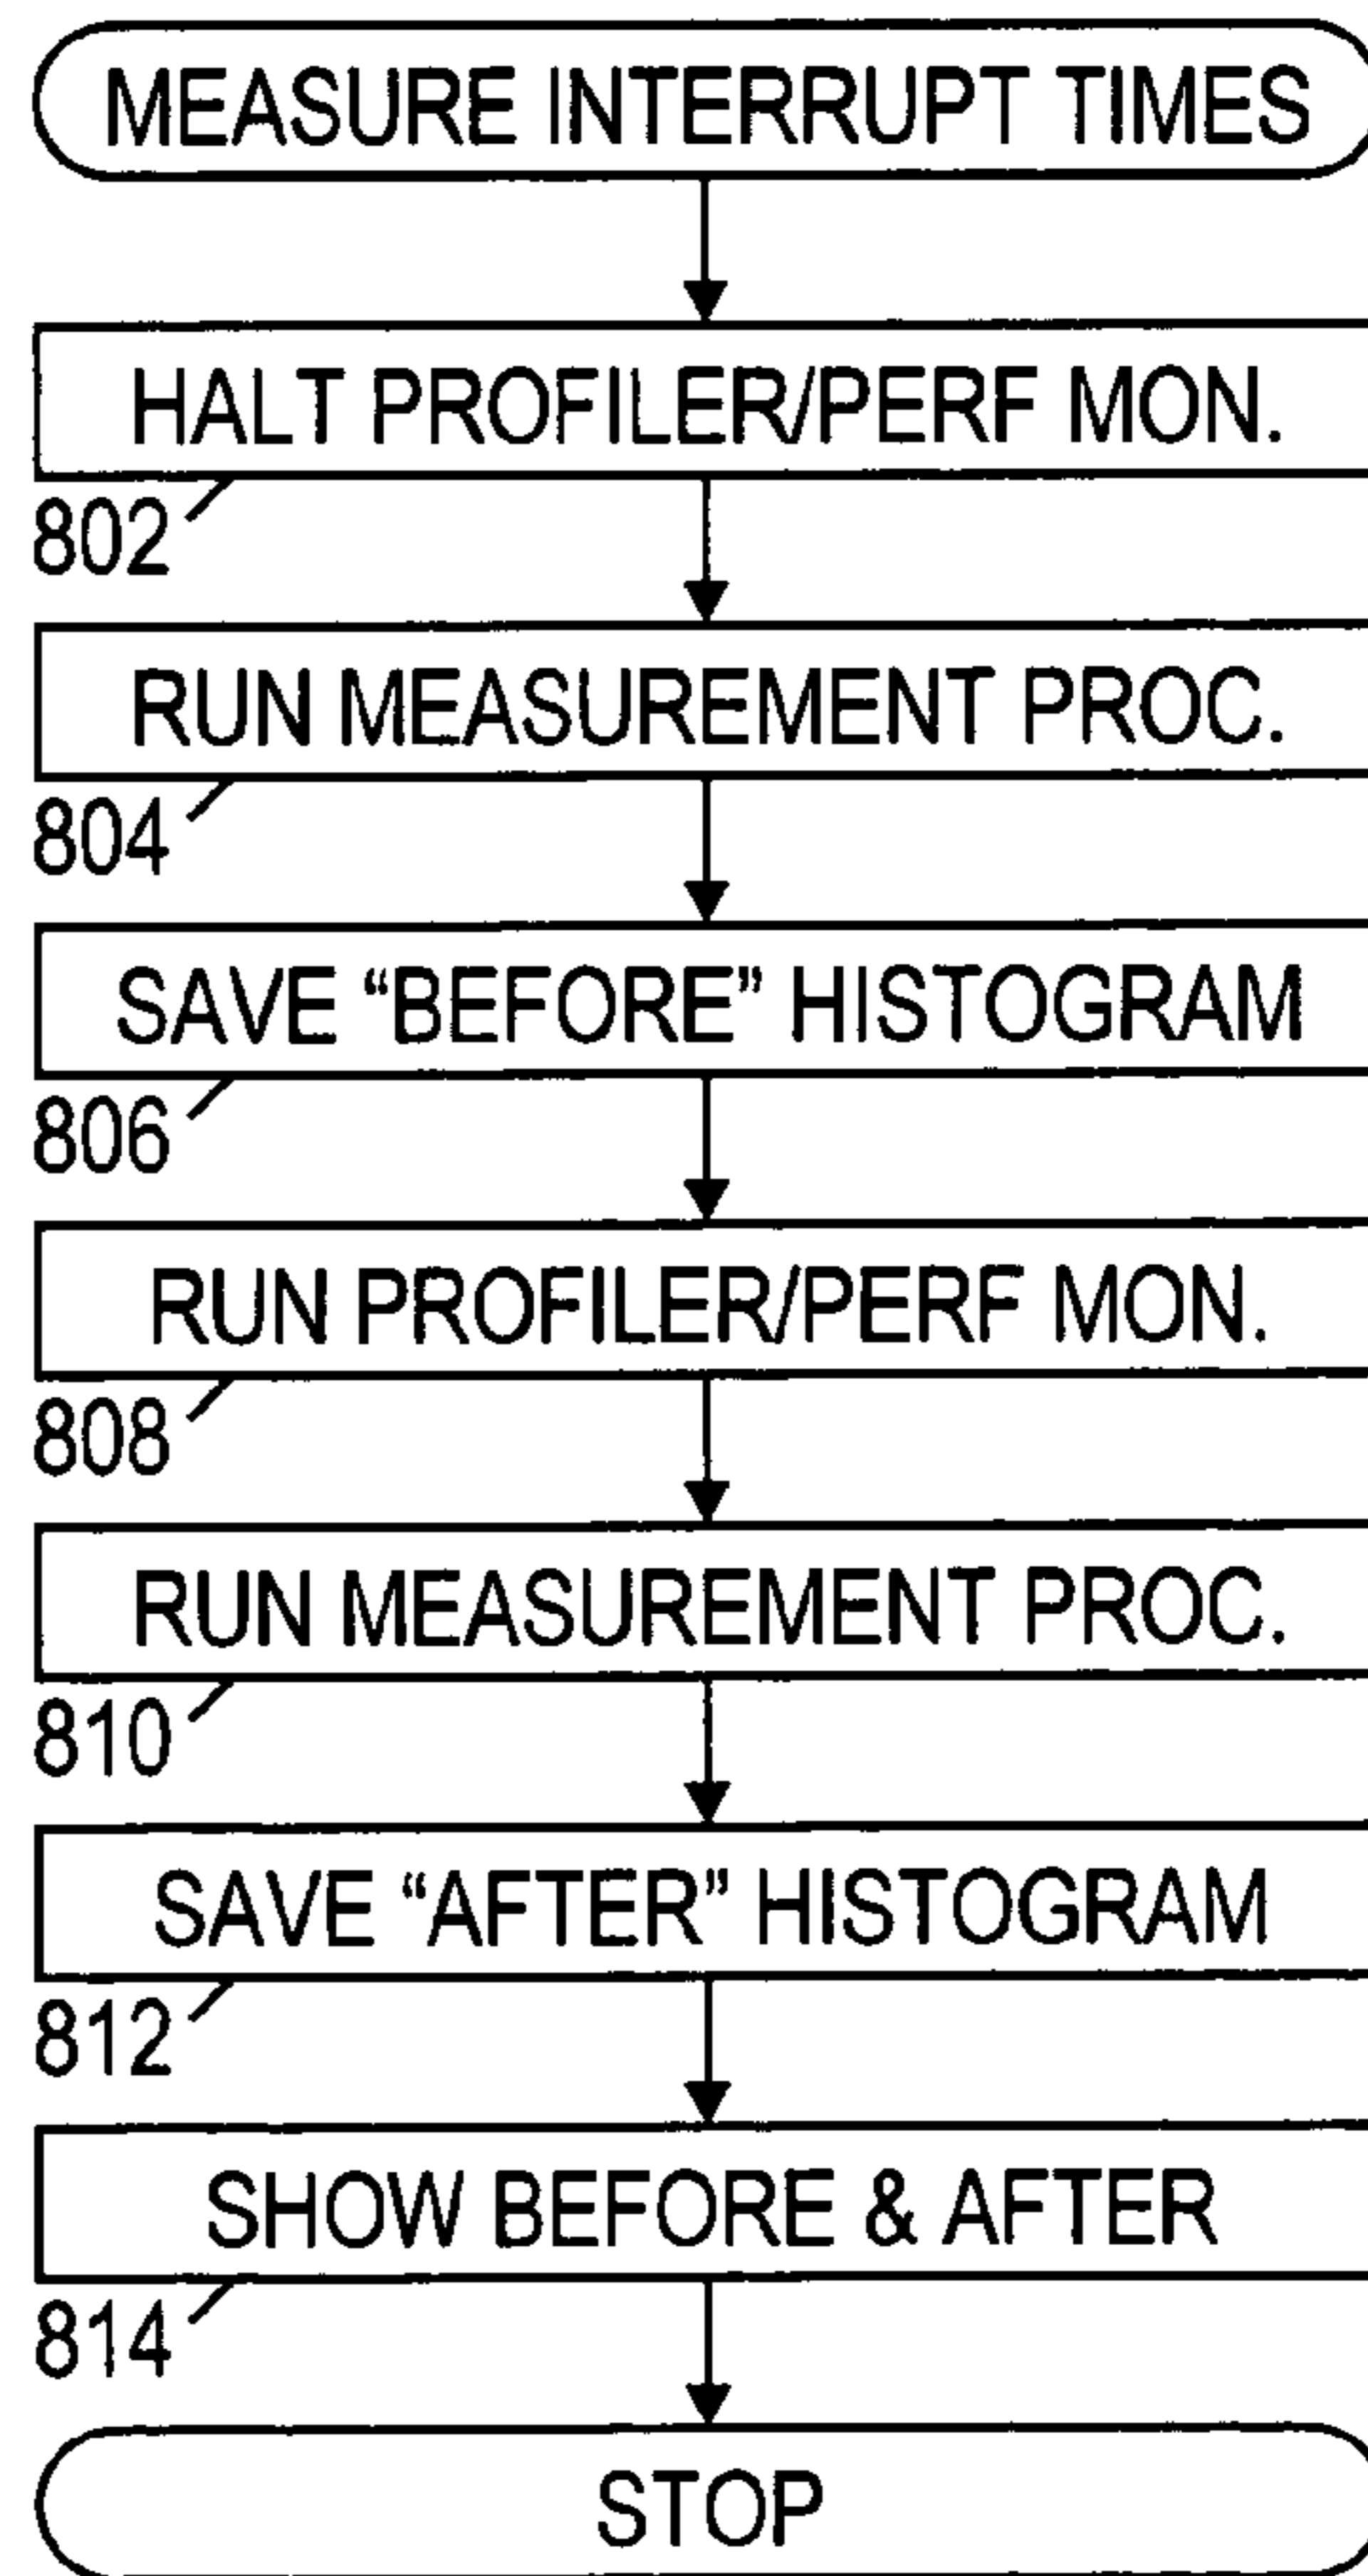 MEASURE INTERRUPT TIMES
HALT PROFILER/PERF MON.
802
RUN MEASUREMENT PROC.
804
SAVE “BEFORE” HISTOGRAM
806
RUN PROFILER/PERF MON.
808
RUN MEASUREMENT PROC.
810
SAVE “AFTER” HISTOGRAM
812
SHOW BEFORE & AFTER
814
STOP